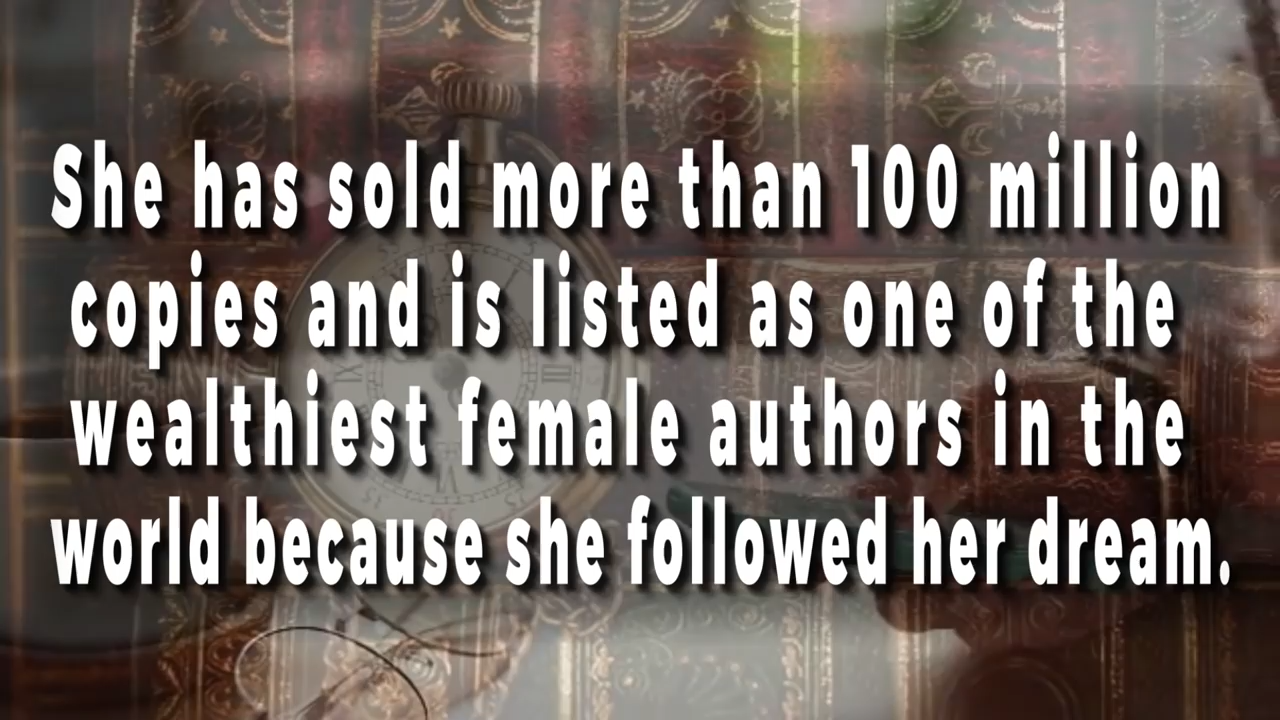 She has sold more than 100 million
copies and is listed as one of the
wealthiest female authors in the
world because she followed her dream.